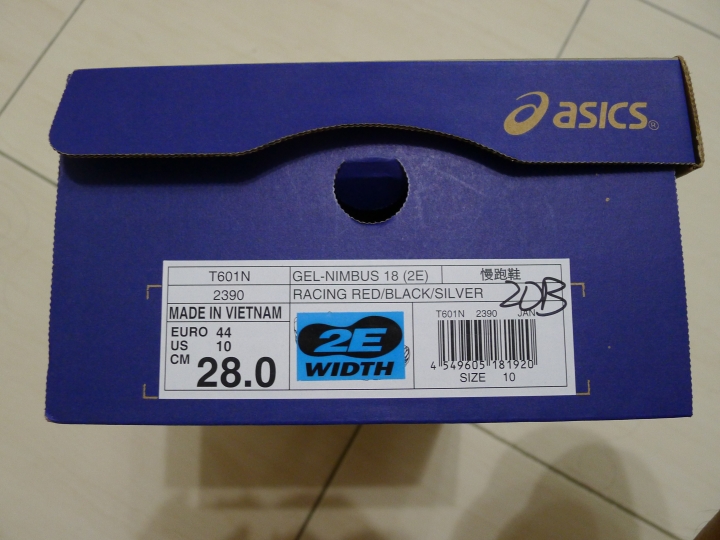 asics®
T601N GEL-NIMBUS 18 (2E) 慢跑鞋
2390 RACING RED/BLACK/SILVER
20B
MADE IN VIETNAM
EURO 44
US 10
CM 28.0
2E
WIDTH
T601N 2390 JAN
4 549605 181920
SIZE 10